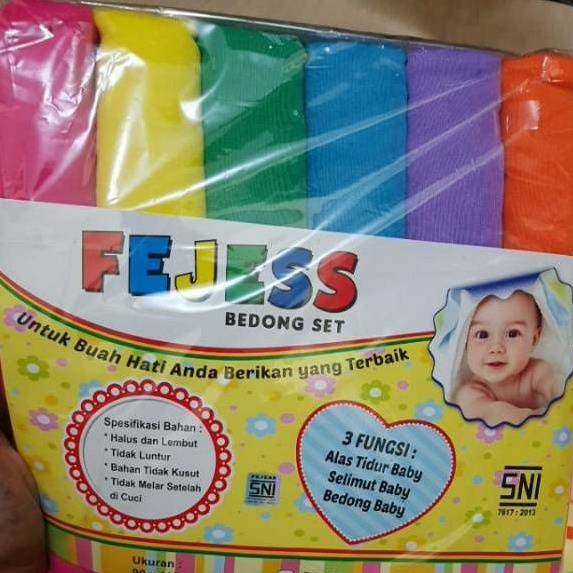 FEJESS
BEDONG SET
Untuk Buah Hati Anda Berikan yang Terbaik
Spesifikasi Bahan :
* Halus dan Lembut
* Tidak Luntur
* Bahan Tidak Kusut
* Tidak Melar Setelah
di Cuci
FEJESS
SNI
3 FUNGSI :
Alas Tidur Baby
Selimut Baby
Bedong Baby
SNI
7617 : 2013
Ukuran :